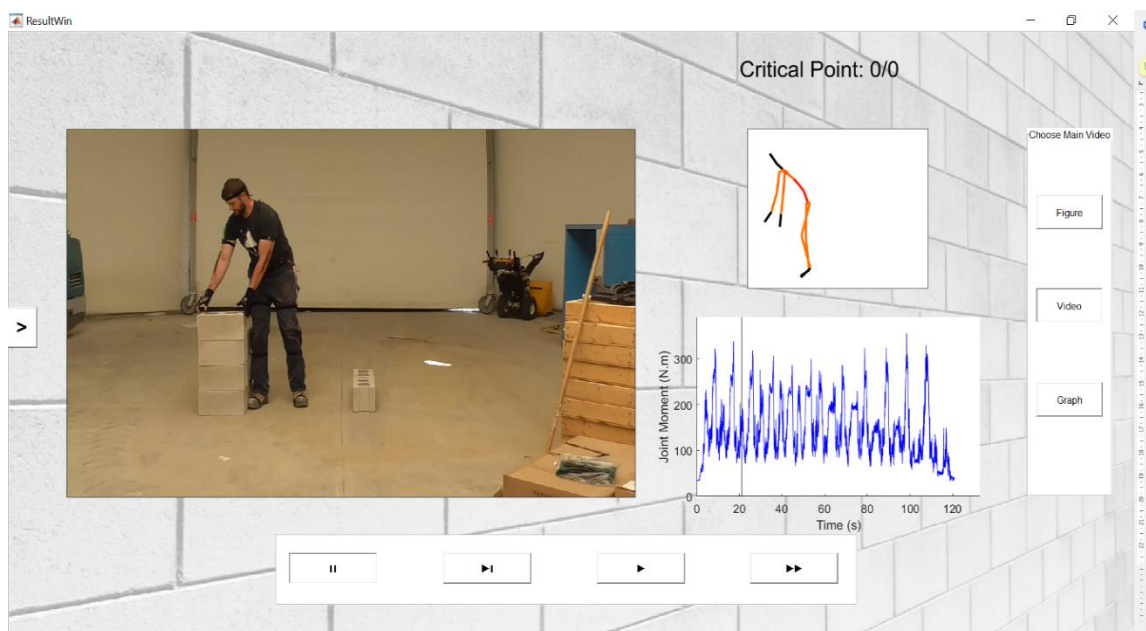 ResultWin
Critical Point: 0/0
Choose Main Video
Figure
>
Video
Graph
Joint Moment (N.m)
300
200
100
0
0 20 40 60 80 100 120
Time (s)